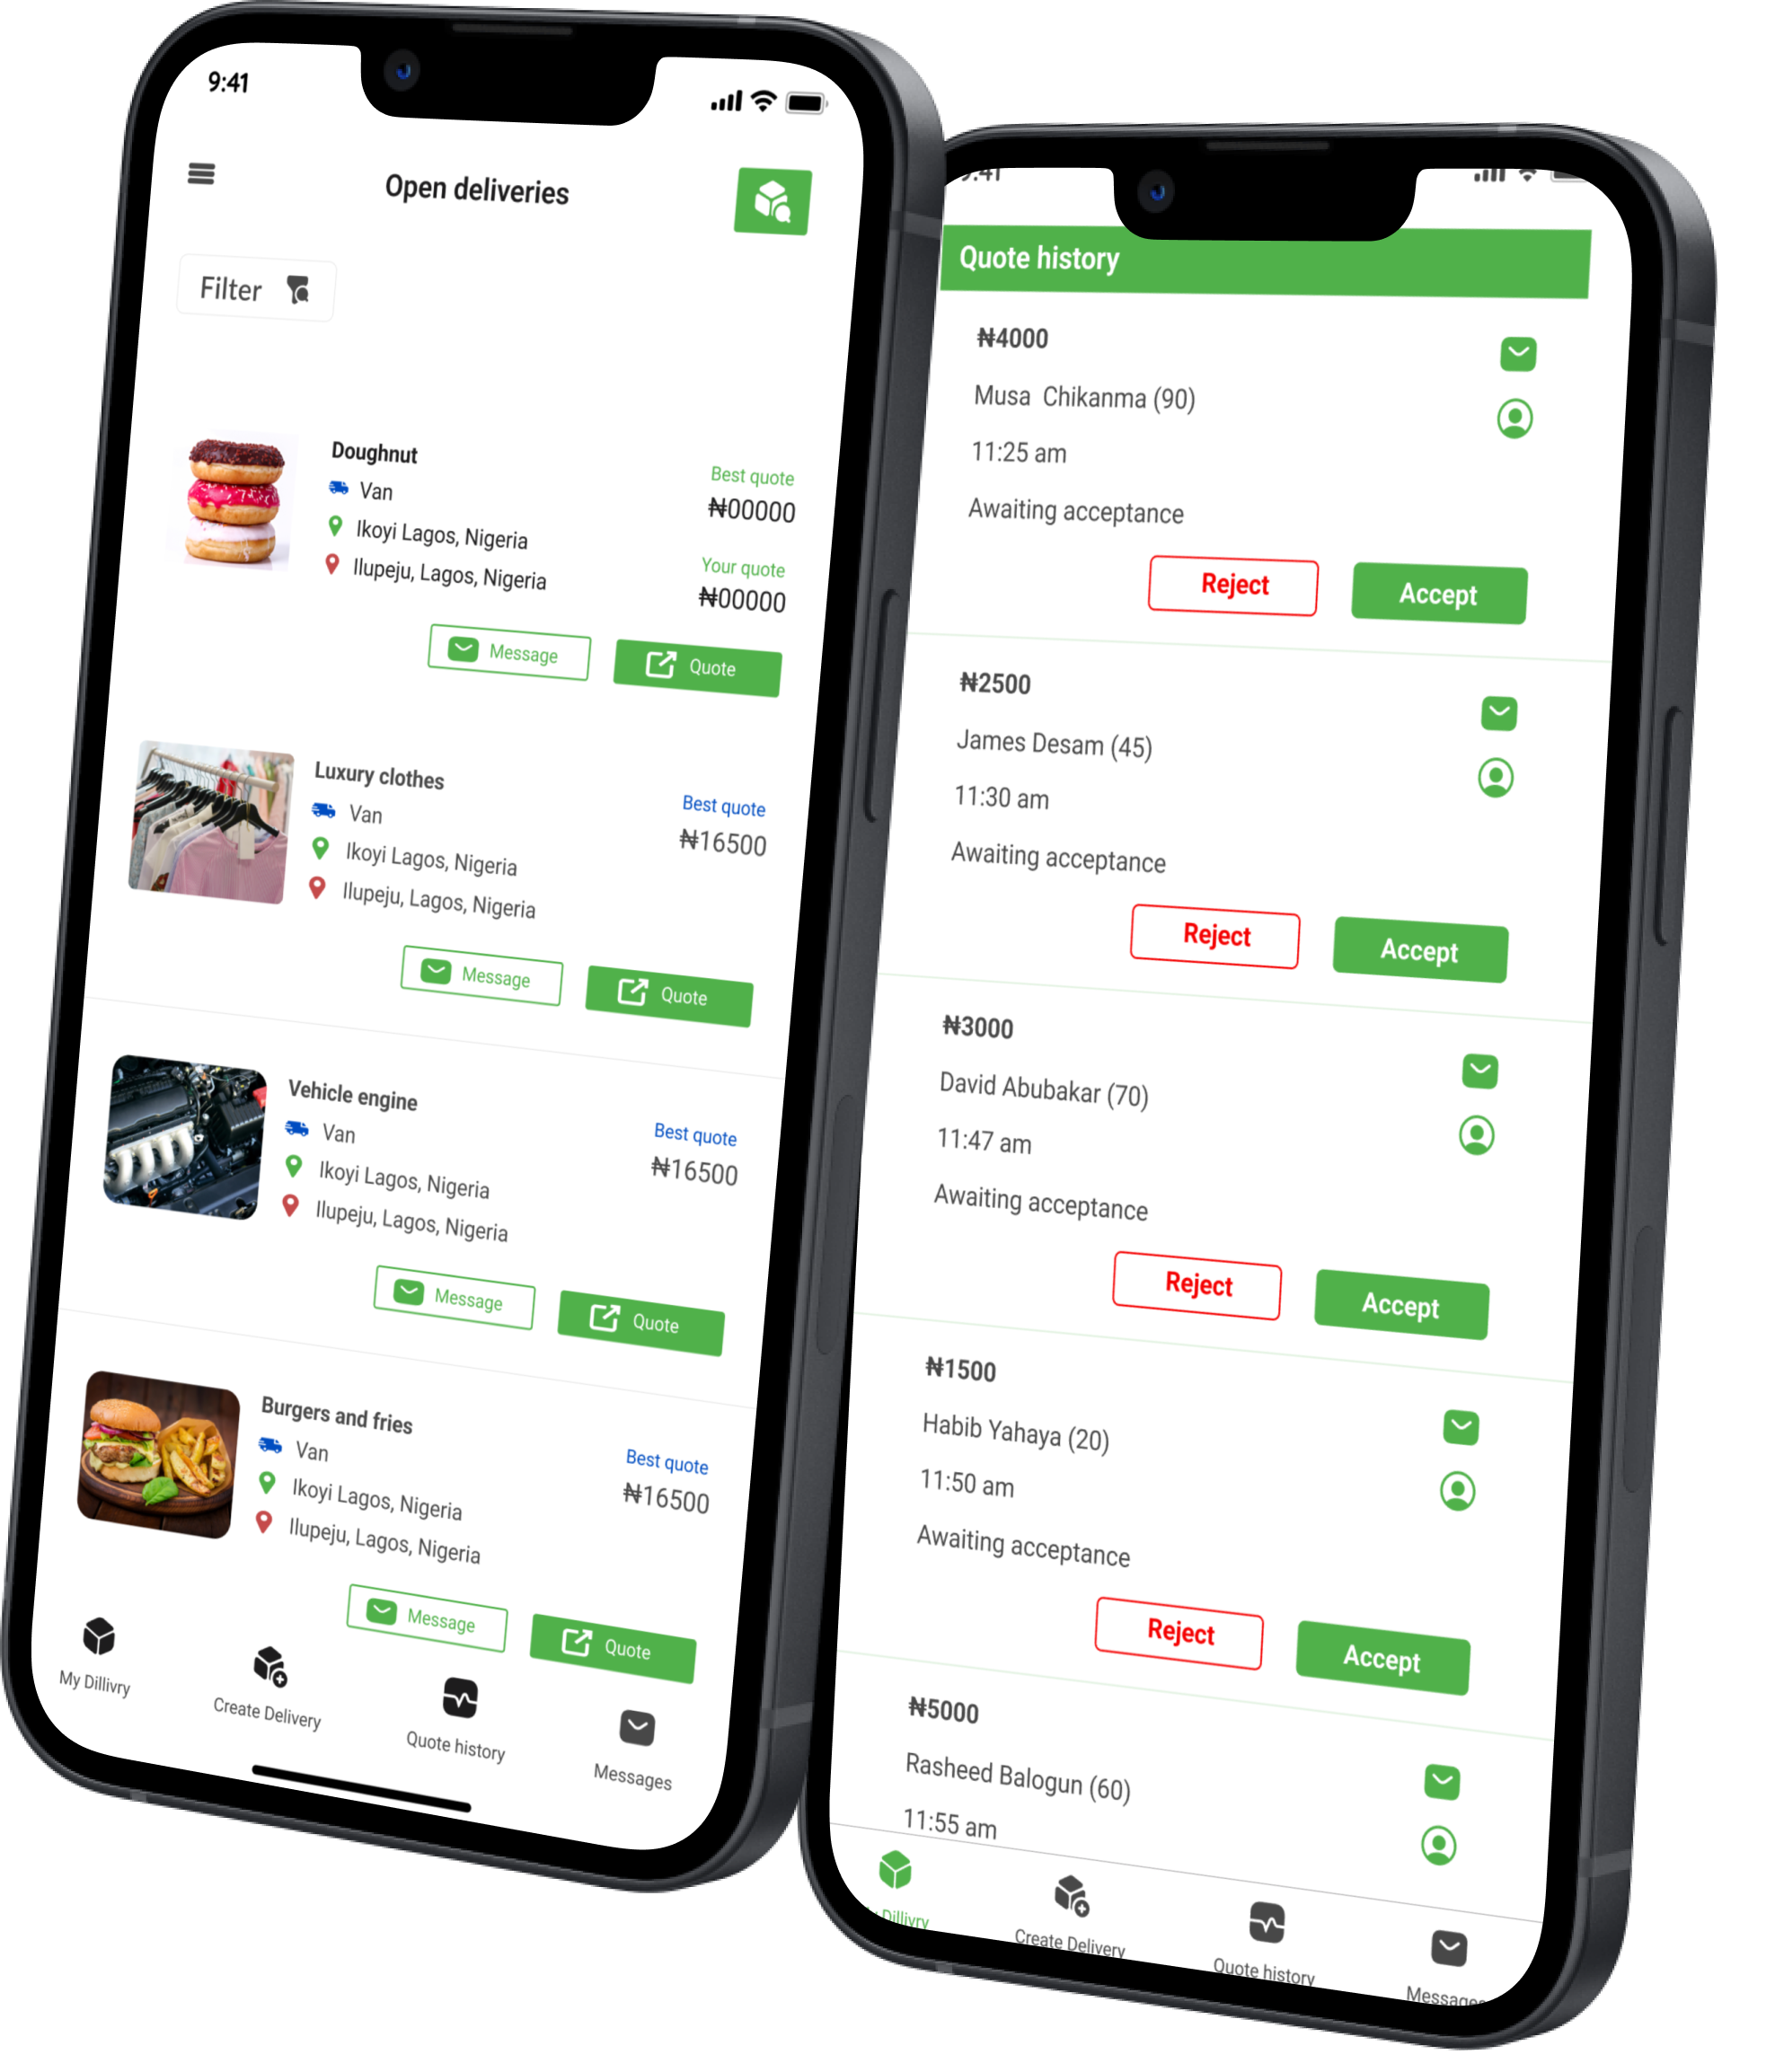 9:41
Open deliveries
Filter
Doughnut
Van
Ikoyi Lagos, Nigeria
Ilupeju, Lagos, Nigeria
Best quote
₦00000
Your quote
₦00000
Message
Quote
Luxury clothes
Van
Ikoyi Lagos, Nigeria
Ilupeju, Lagos, Nigeria
Best quote
₦16500
Message
Quote
Vehicle engine
Van
Ikoyi Lagos, Nigeria
Ilupeju, Lagos, Nigeria
Best quote
₦16500
Message
Quote
Burgers and fries
Van
Ikoyi Lagos, Nigeria
Ilupeju, Lagos, Nigeria
Best quote
₦16500
Message
Quote
My Dillivry
Create Delivery
Quote history
Messages
9:41
Quote history
₦4000
Musa  Chikanma (90)
11:25 am
Awaiting acceptance
Reject
Accept
₦2500
James Desam (45)
11:30 am
Awaiting acceptance
Reject
Accept
₦3000
David Abubakar (70)
11:47 am
Awaiting acceptance
Reject
Accept
₦1500
Habib Yahaya (20)
11:50 am
Awaiting acceptance
Reject
Accept
₦5000
Rasheed Balogun (60)
11:55 am
Dillivry
Create Delivery
Quote history
Messages